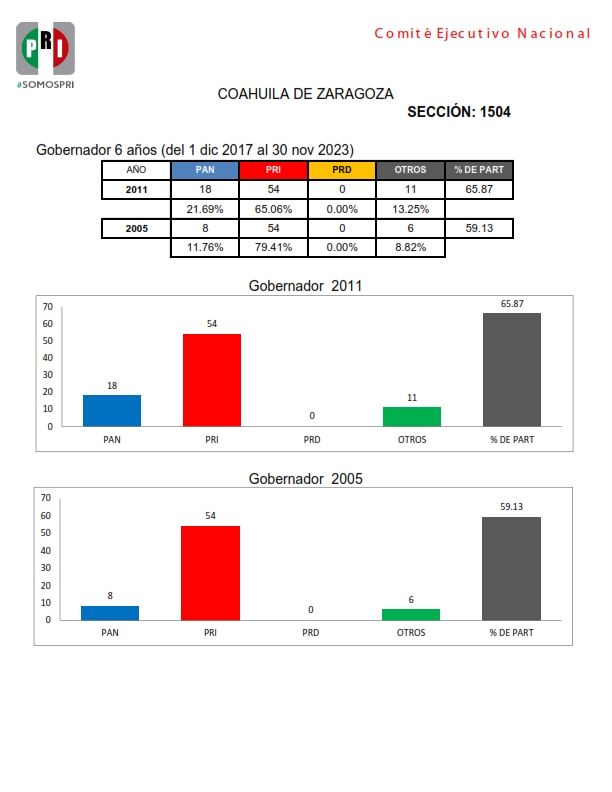 PRI
#SOMOSPRI
Comité Ejecutivo Nacional
COAHUILA DE ZARAGOZA
SECCIÓN: 1504
Gobernador 6 años (del 1 dic 2017 al 30 nov 2023)
AÑO PAN PRI PRD OTROS % DE PART
2011 18 54 0 11 65.87
21.69% 65.06% 0.00% 13.25%
2005 8 54 0 6 59.13
11.76% 79.41% 0.00% 8.82%
Gobernador 2011
70
60
50
40
30
20
10
0
18 54 0 11 65.87
PAN PRI PRD OTROS % DE PART
Gobernador 2005
70
60
50
40
30
20
10
0
8 54 0 6 59.13
PAN PRI PRD OTROS % DE PART